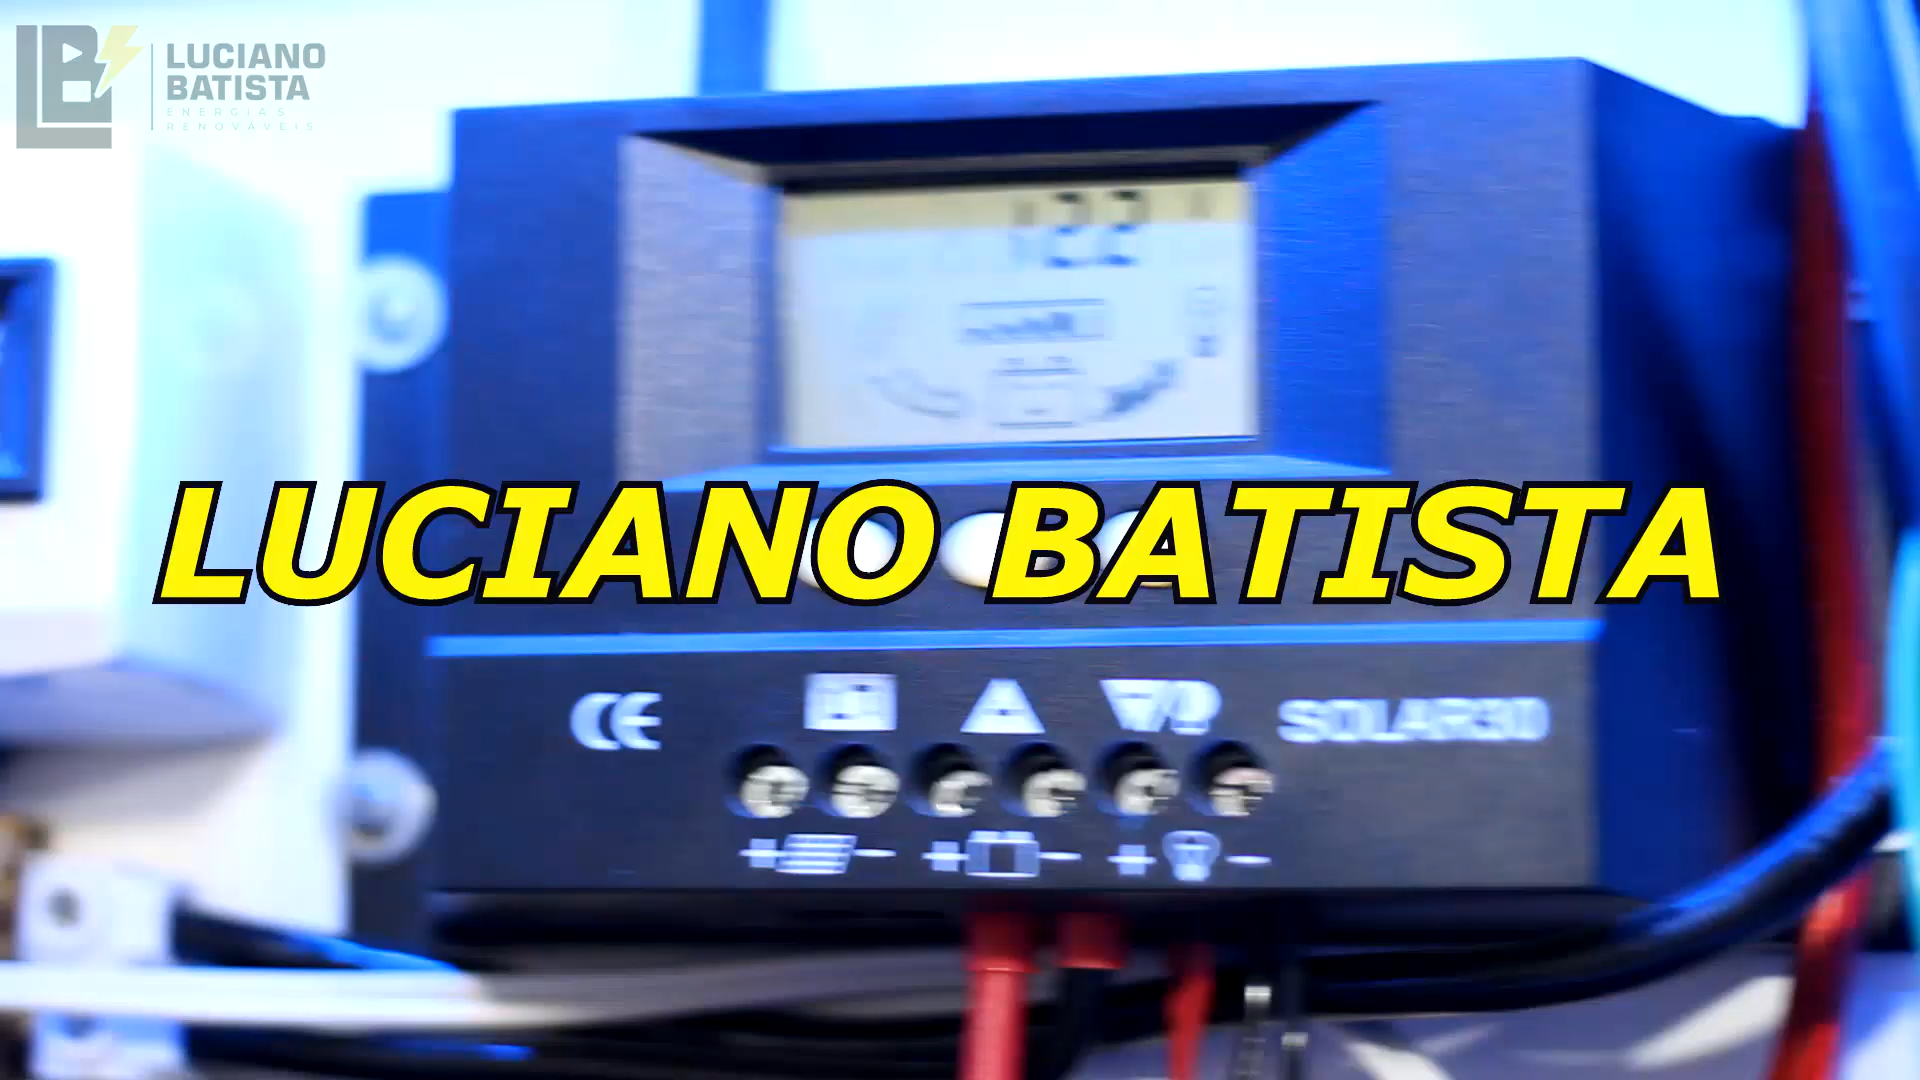 LUCIANO
BATISTA
ENERGIAS
RENOVÁVEIS
LUCIANO BATISTA
CE
SOLAR30